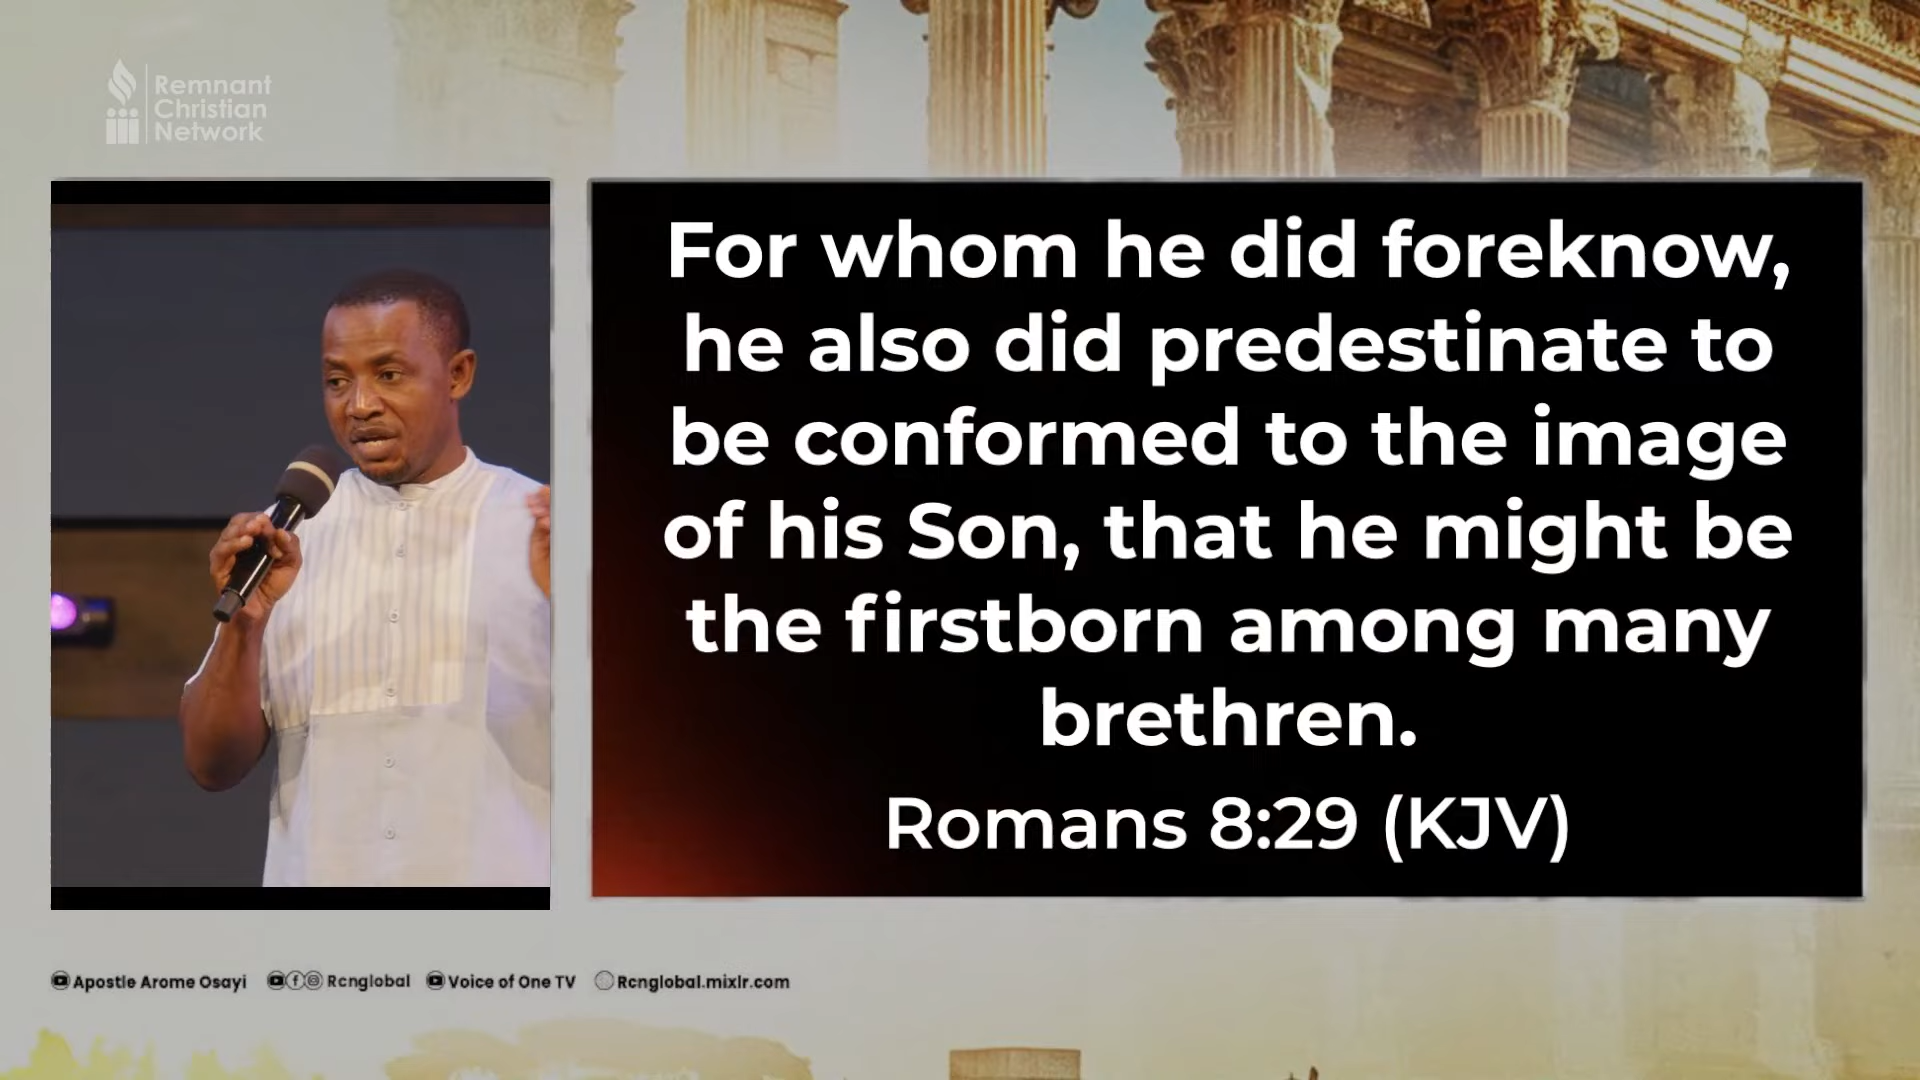 Remnant
Christian
Network
For whom he did foreknow,
he also did predestinate to
be conformed to the image
of his Son, that he might be
the firstborn among many
brethren.
Romans 8:29 (KJV)
Apostle Arome Osayi Rcnglobal Voice of One TV Rcnglobal.mixlr.com